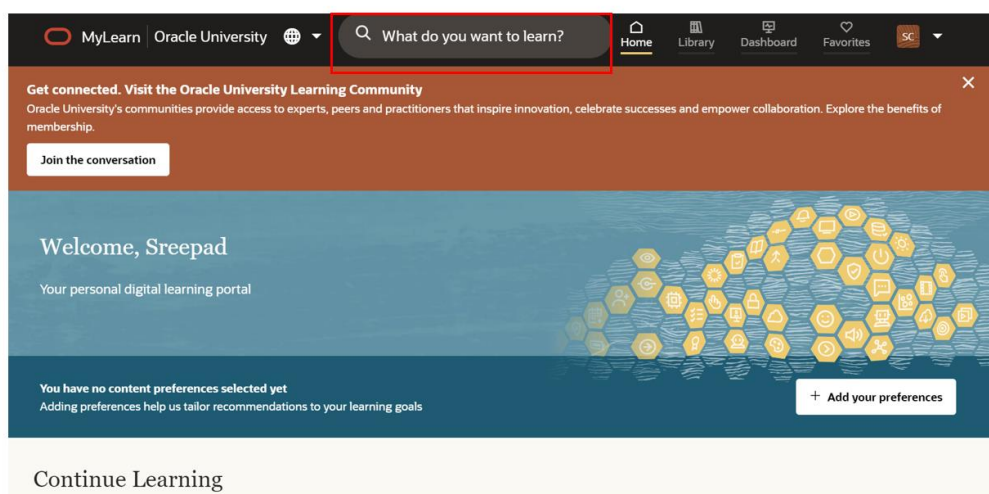 MyLearn | Oracle University
What do you want to learn?
Home
Library
Dashboard
Favorites
SC
Get connected. Visit the Oracle University Learning Community
Oracle University's communities provide access to experts, peers and practitioners that inspire innovation, celebrate successes and empower collaboration. Explore the benefits of
membership.
Join the conversation
Welcome, Sreepad
Your personal digital learning portal
You have no content preferences selected yet
Adding preferences help us tailor recommendations to your learning goals
+ Add your preferences
Continue Learning